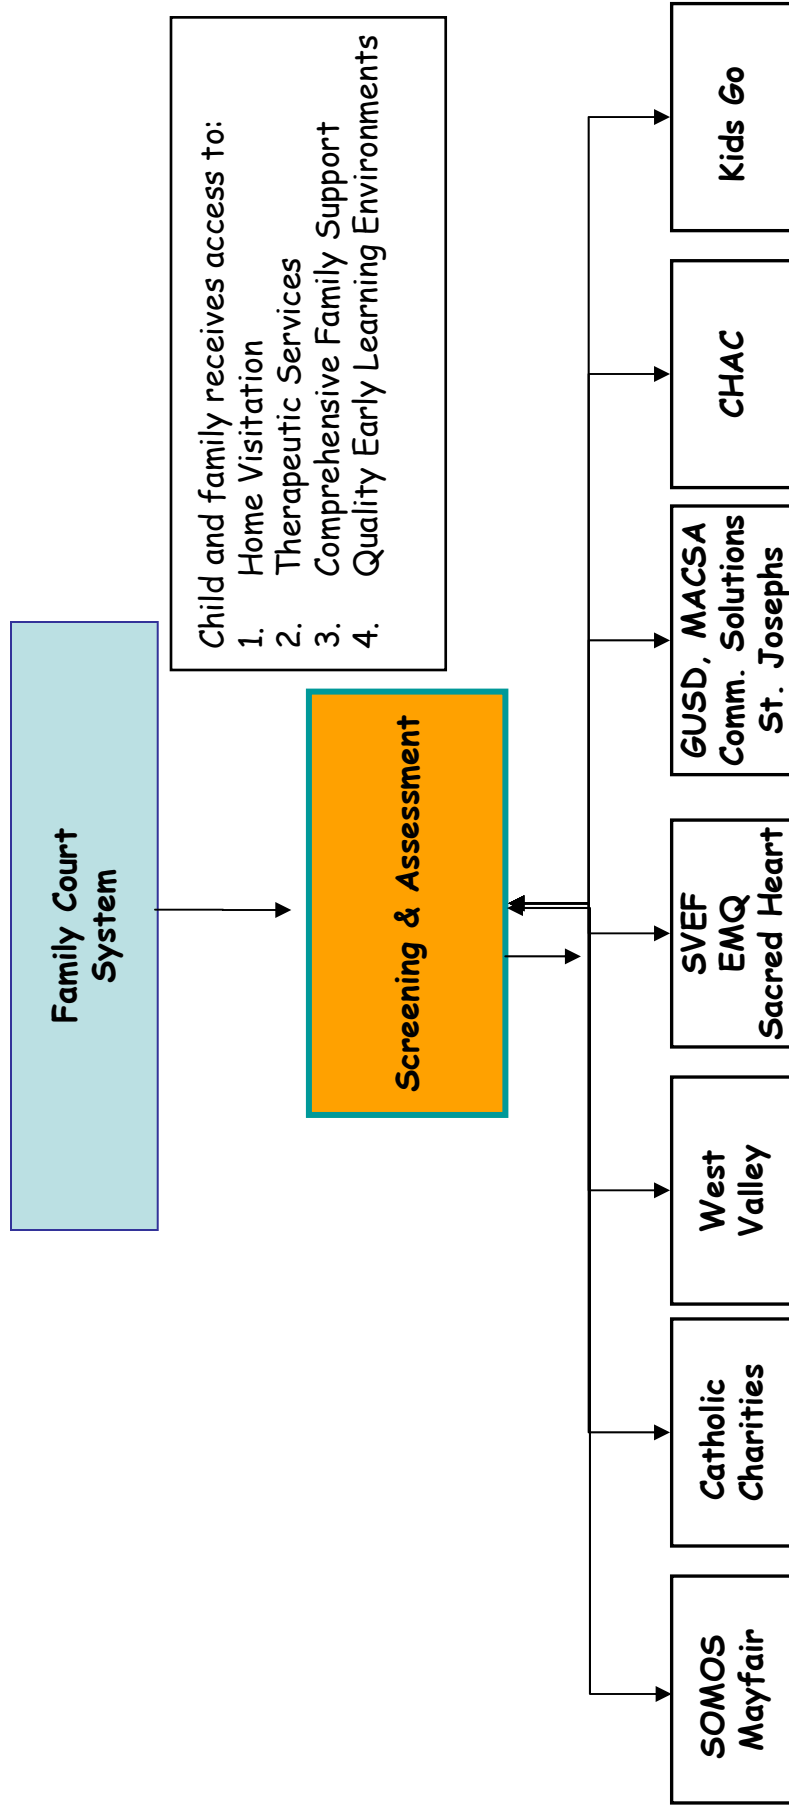 Family Court
System
Child and family receives access to:
1. Home Visitation
2. Therapeutic Services
3. Comprehensive Family Support
4. Quality Early Learning Environments
Screening & Assessment
SOMOS
Mayfair
Catholic
Charities
West
Valley
SVEF
EMQ
Sacred Heart
GUSD, MACSA
Comm. Solutions
St. Josephs
CHAC
Kids Go